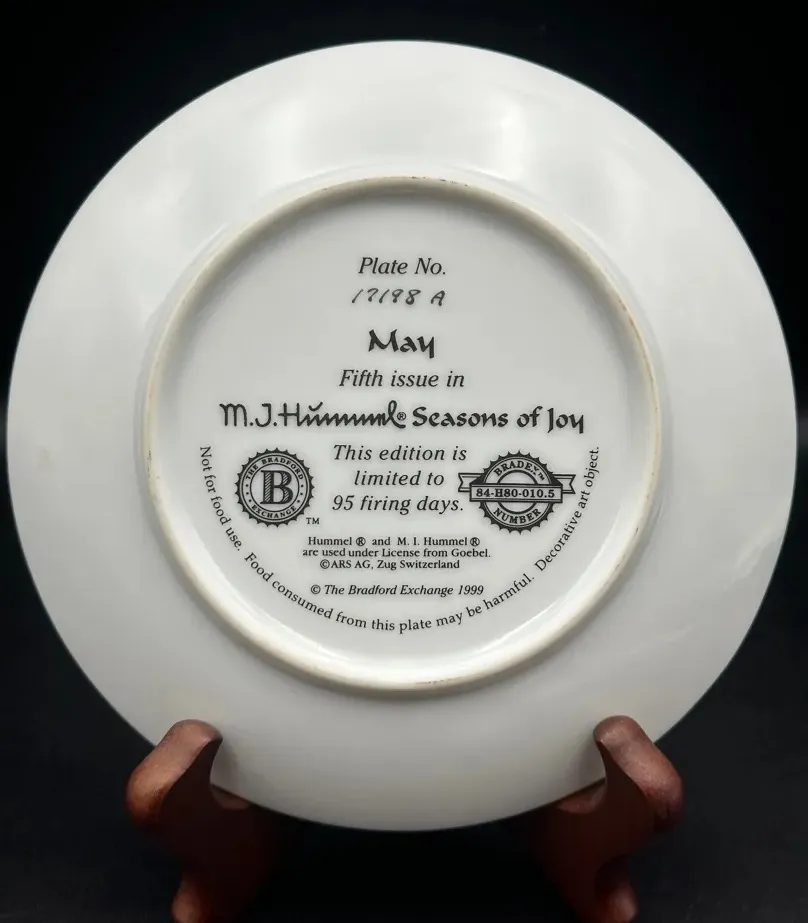 Plate No.
17198 A
May
Fifth issue in
M.J.Hummel® Seasons of Joy
This edition is
limited to
95 firing days.
THE BRADFORD
B
EXCHANGE
TM
BRADEX™
84-H80-010.5
NUMBER
Hummel ® and M. I. Hummel ®
are used under License from Goebel.
©ARS AG, Zug Switzerland
© The Bradford Exchange 1999
Not for food use. Food consumed from this plate may be harmful. Decorative art object.